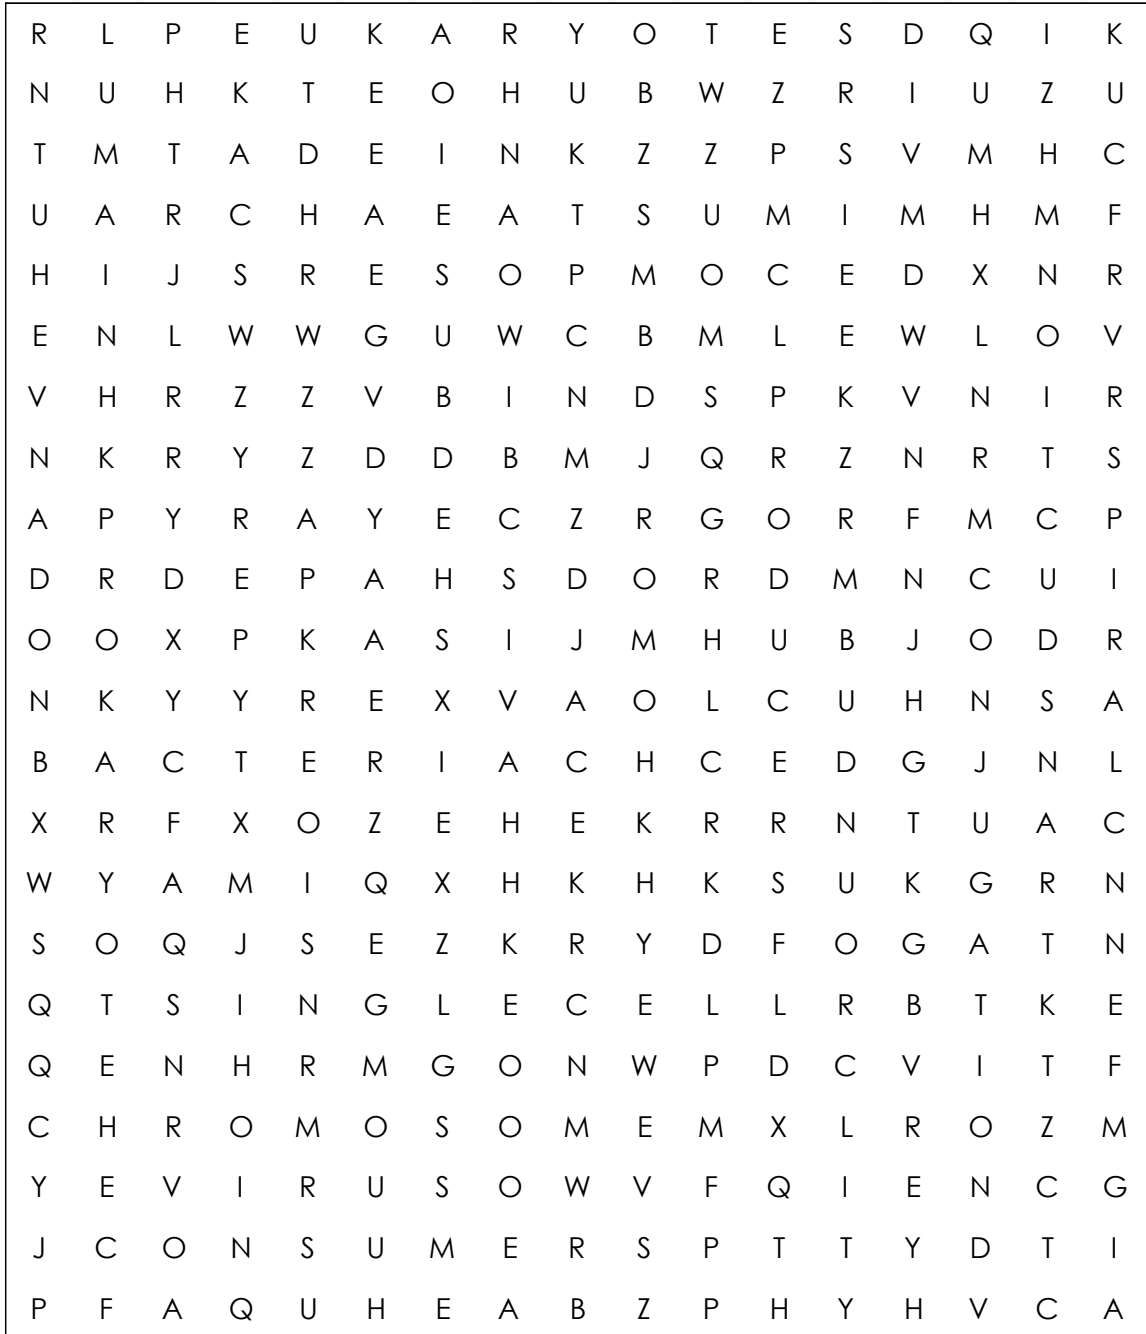 R L P E U K A R Y O T E S D Q I K
N U H K T E O H U B W Z R I U Z U
T M T A D E I N K Z Z P S V M H C
U A R C H A E A T S U M I M H M F
H I J S R E S O P M O C E D X N R
E N L W W G U W C B M L E W L O V
V H R Z Z V B I N D S P K V N I R
N K R Y Z D D B M J Q R Z N R T S
A P Y R A Y E C Z R G O R F M C P
D R D E P A H S D O R D M N C U I
O O X P K A S I J M H U B J O D R
N K Y Y R E X V A O L C U H N S A
B A C T E R I A C H C E D G J N L
X R F X O Z E H E K R R N T U A C
W Y A M I Q X H K H K S U K G R N
S O Q J S E Z K R Y D F O G A T N
Q T S I N G L E C E L L R B T K E
Q E N H R M G O N W P D C V I T F
C H R O M O S O M E M X L R O Z M
Y E V I R U S O W V F Q I E N C G
J C O N S U M E R S P T T Y D T I
P F A Q U H E A B Z P H Y H V C A